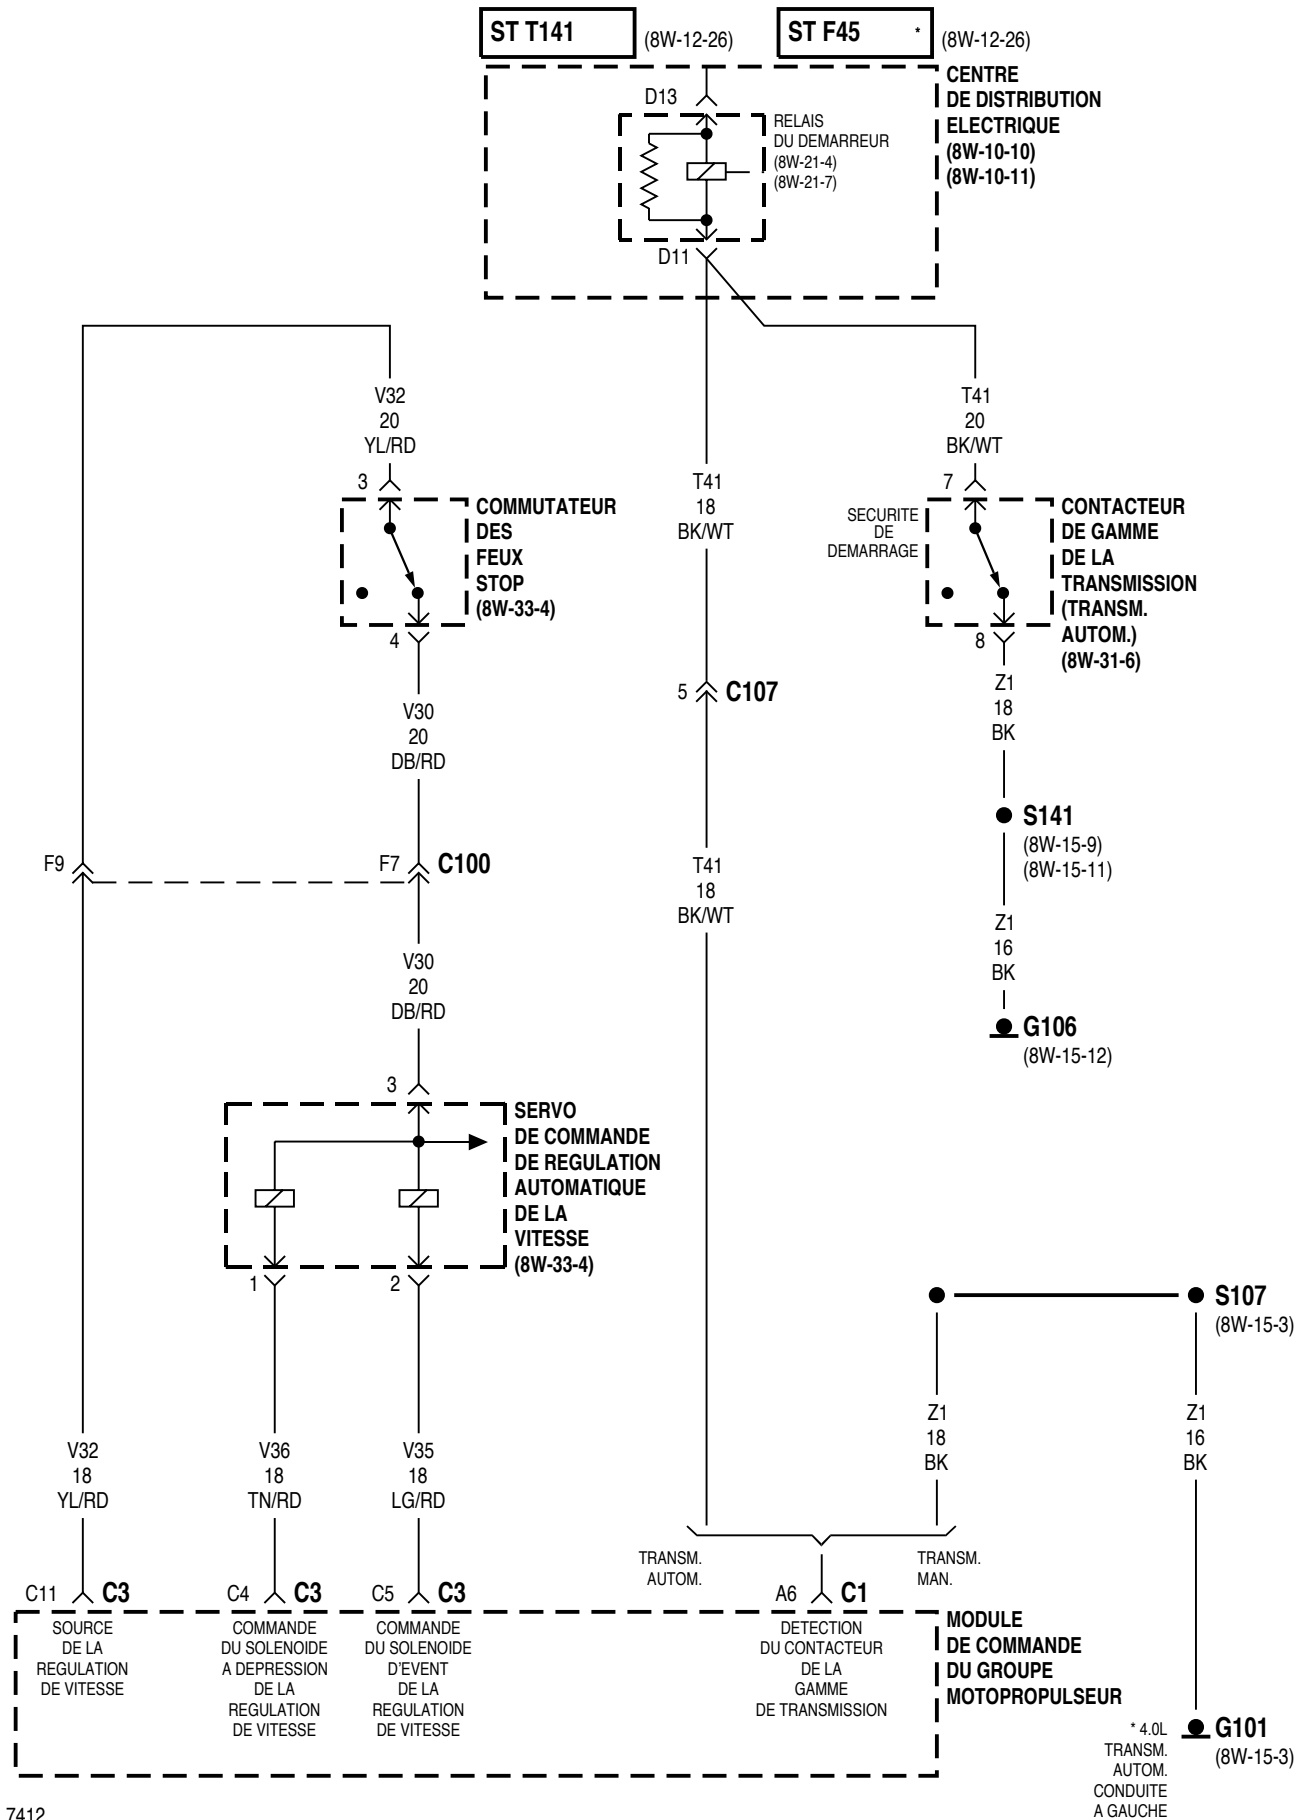 ST T141
(8W-12-26)
ST F45 *
(8W-12-26)
CENTRE
DE DISTRIBUTION
ELECTRIQUE
(8W-10-10)
(8W-10-11)
D13
RELAIS
DU DEMARREUR
(8W-21-4)
(8W-21-7)
D11
V32
20
YL/RD
T41
20
BK/WT
3
COMMUTATEUR
DES
FEUX
STOP
(8W-33-4)
4
T41
18
BK/WT
7
SECURITE
DE
DEMARRAGE
CONTACTEUR
DE GAMME
DE LA
TRANSMISSION
(TRANSM.
AUTOM.)
(8W-31-6)
8
V30
20
DB/RD
5
C107
Z1
18
BK
S141
(8W-15-9)
(8W-15-11)
F9
F7
C100
T41
18
BK/WT
Z1
16
BK
V30
20
DB/RD
G106
(8W-15-12)
3
SERVO
DE COMMANDE
DE REGULATION
AUTOMATIQUE
DE LA
VITESSE
(8W-33-4)
1
2
S107
(8W-15-3)
V32
18
YL/RD
V36
18
TN/RD
V35
18
LG/RD
Z1
18
BK
Z1
16
BK
TRANSM.
AUTOM.
TRANSM.
MAN.
C11
C3
C4
C3
C5
C3
A6
C1
SOURCE
DE LA
REGULATION
DE VITESSE
COMMANDE
DU SOLENOIDE
A DEPRESSION
DE LA
REGULATION
DE VITESSE
COMMANDE
DU SOLENOIDE
D'EVENT
DE LA
REGULATION
DE VITESSE
DETECTION
DU CONTACTEUR
DE LA
GAMME
DE TRANSMISSION
MODULE
DE COMMANDE
DU GROUPE
MOTOPROPULSEUR
G101
(8W-15-3)
* 4.0L
TRANSM.
AUTOM.
CONDUITE
A GAUCHE
7412